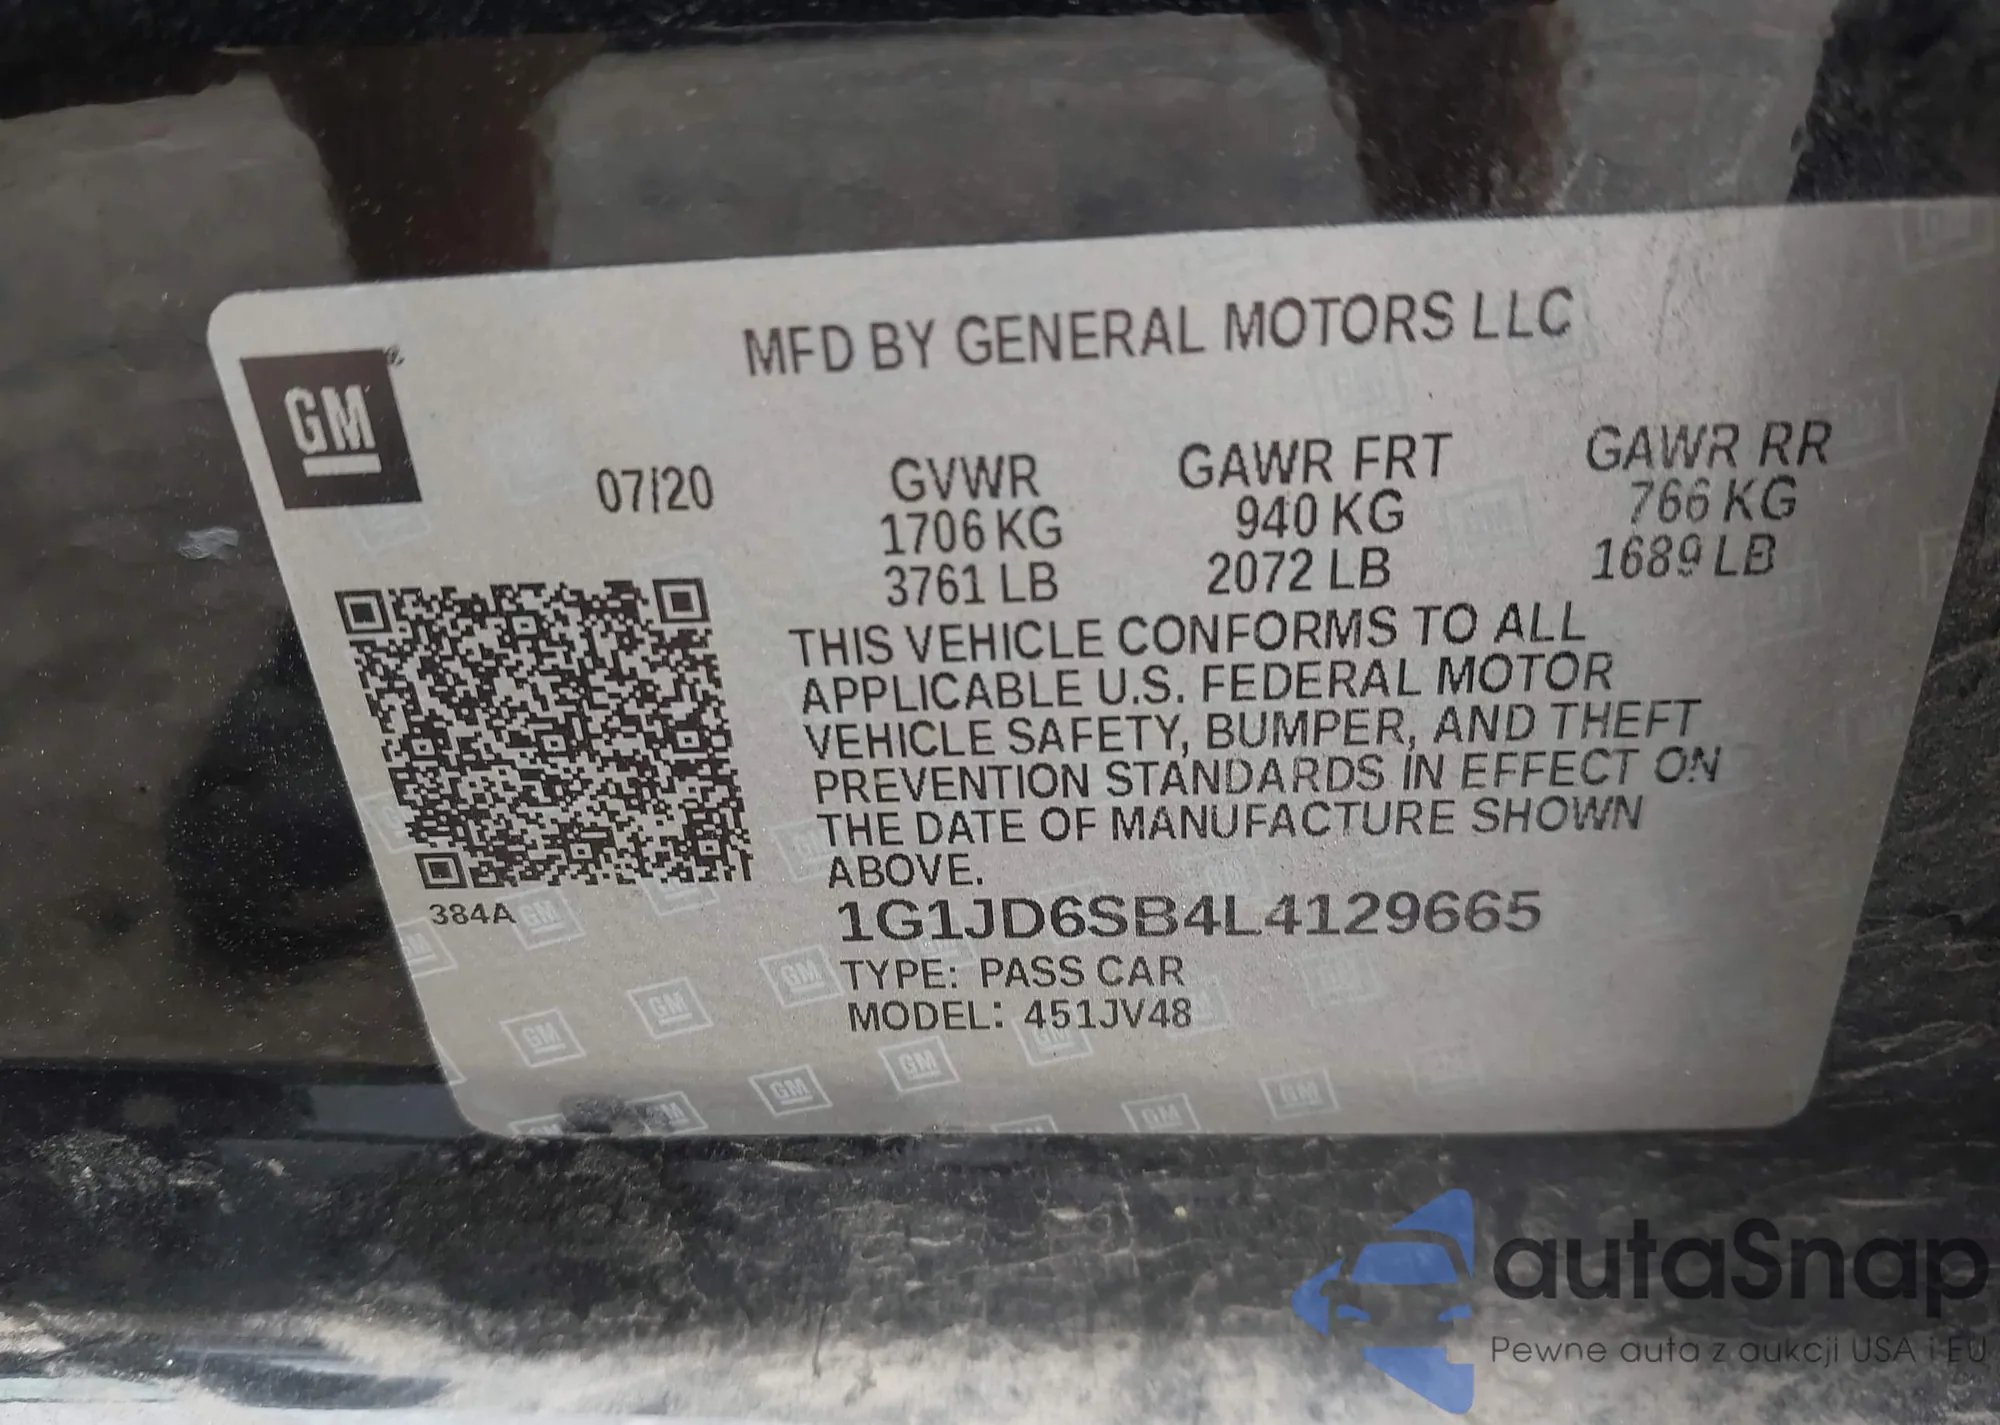 MFD BY GENERAL MOTORS LLC
GM
07/20
GVWR
1706 KG
3761 LB
GAWR FRT
940 KG
2072 LB
GAWR RR
766 KG
1689 LB
THIS VEHICLE CONFORMS TO ALL
APPLICABLE U.S. FEDERAL MOTOR
VEHICLE SAFETY, BUMPER, AND THEFT
PREVENTION STANDARDS IN EFFECT ON
THE DATE OF MANUFACTURE SHOWN
ABOVE.
384A
1G1JD6SB4L4129665
TYPE: PASS CAR
MODEL: 451JV48
autaSnap
Pewne auta z aukcji USA i EU